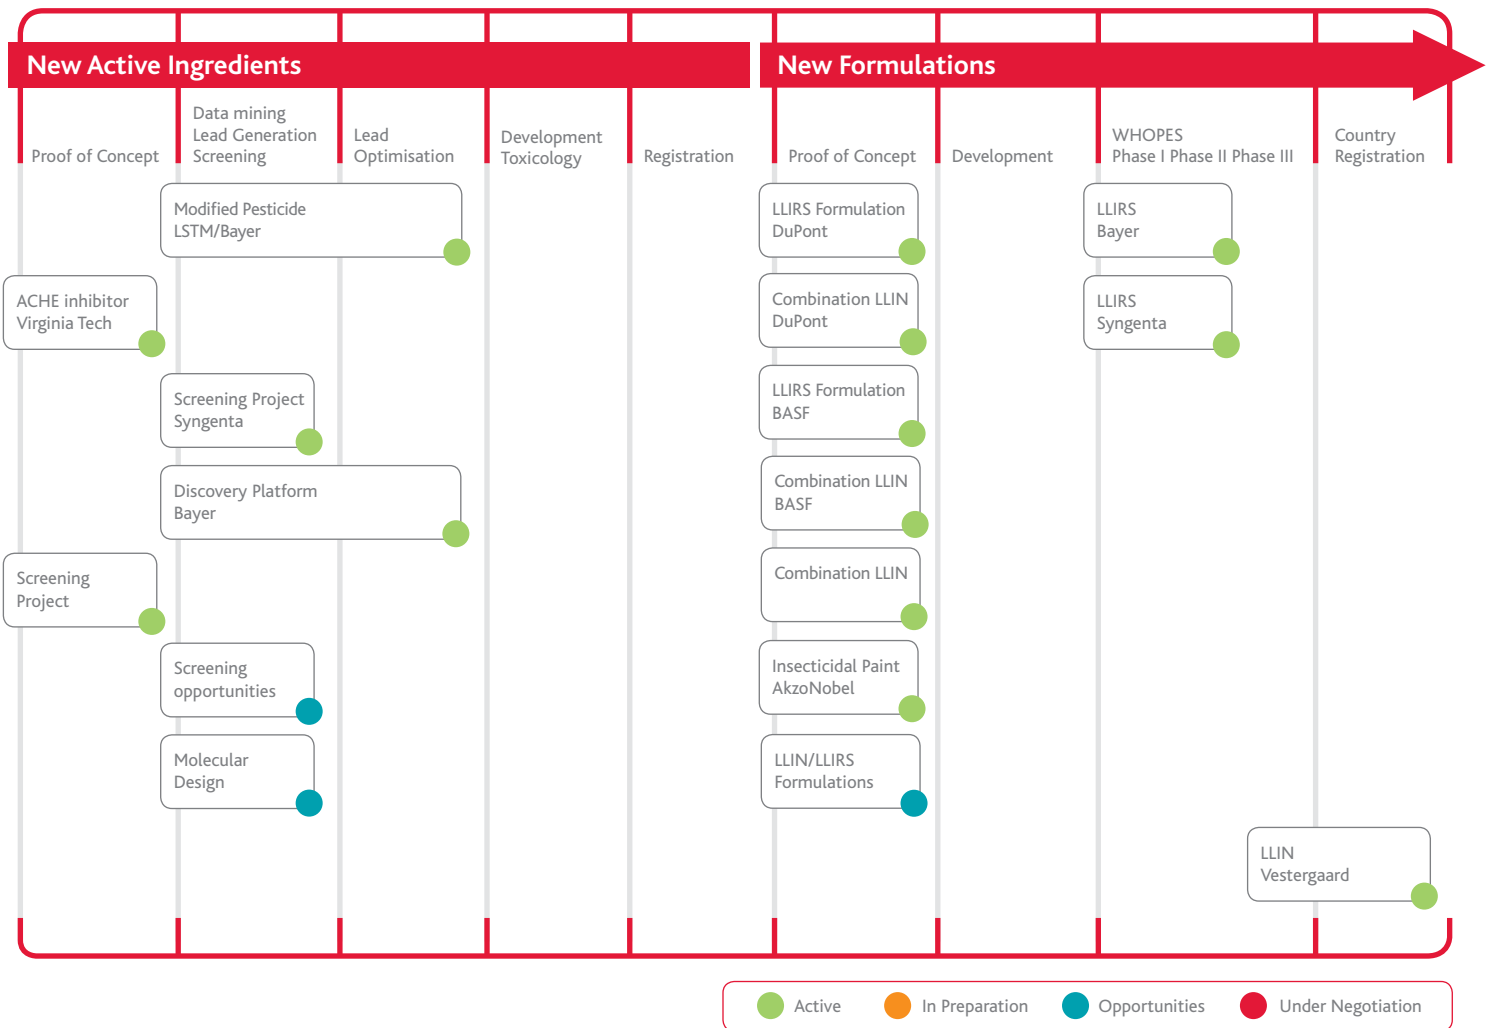 New Active Ingredients
New Formulations
Proof of Concept
Data mining
Lead Generation
Screening
Lead
Optimisation
Development
Toxicology
Registration
Proof of Concept
Development
WHOPES
Phase I Phase II Phase III
Country
Registration
Modified Pesticide
LSTM/Bayer
ACHE inhibitor
Virginia Tech
Screening Project
Syngenta
Discovery Platform
Bayer
Screening
Project
Screening
opportunities
Molecular
Design
LLIRS Formulation
DuPont
Combination LLIN
DuPont
LLIRS Formulation
BASF
Combination LLIN
BASF
Combination LLIN
Insecticidal Paint
AkzoNobel
LLIN/LLIRS
Formulations
LLIRS
Bayer
LLIRS
Syngenta
LLIN
Vestergaard
Active
In Preparation
Opportunities
Under Negotiation